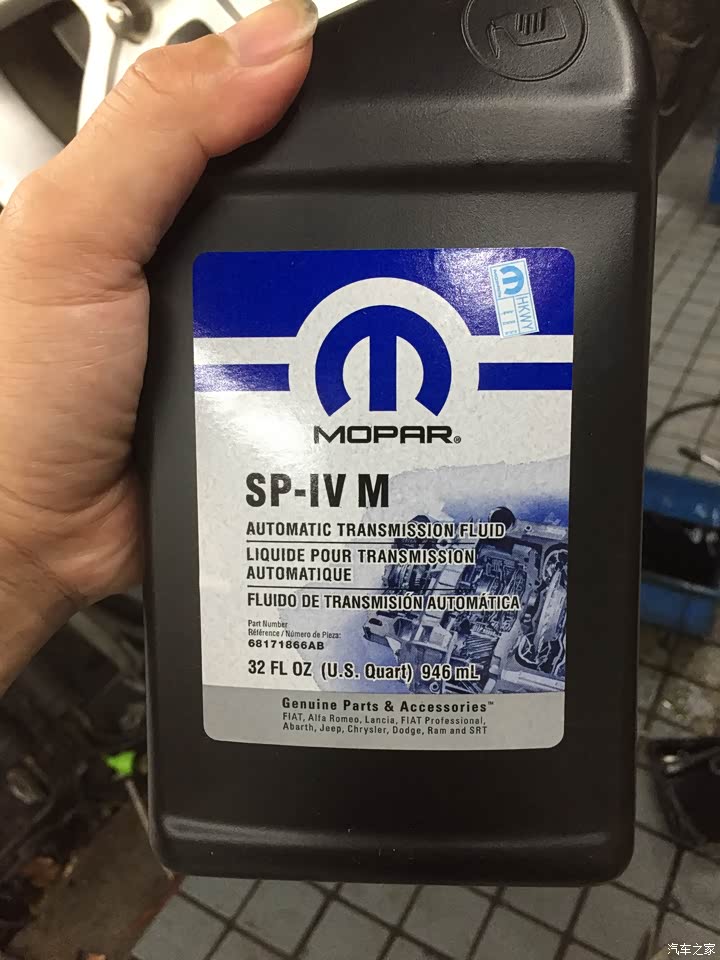 HKWY
MOPAR®
SP-IV M
AUTOMATIC TRANSMISSION FLUID
LIQUIDE POUR TRANSMISSION
AUTOMATIQUE
FLUIDO DE TRANSMISIÓN AUTOMÁTICA
Part Number
Référence / Número de Pieza:
68171866AB
32 FL OZ (U.S. Quart) 946 mL
Genuine Parts & Accessories™
FIAT, Alfa Romeo, Lancia, FIAT Professional,
Abarth, Jeep, Chrysler, Dodge, Ram and SRT
汽车之家